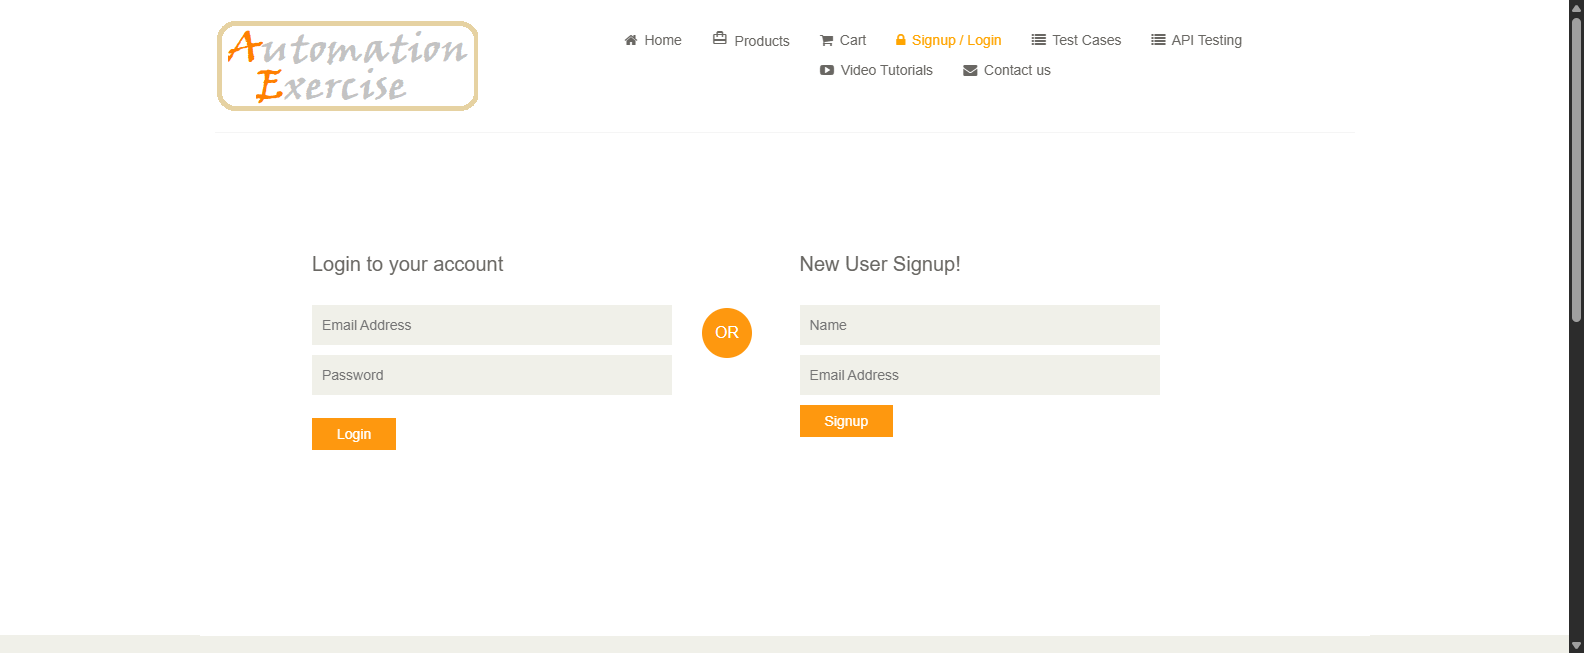 Automation
Exercise
Home Products Cart Signup / Login Test Cases API Testing
Video Tutorials Contact us
Login to your account
Email Address
Password
Login
OR
New User Signup!
Name
Email Address
Signup